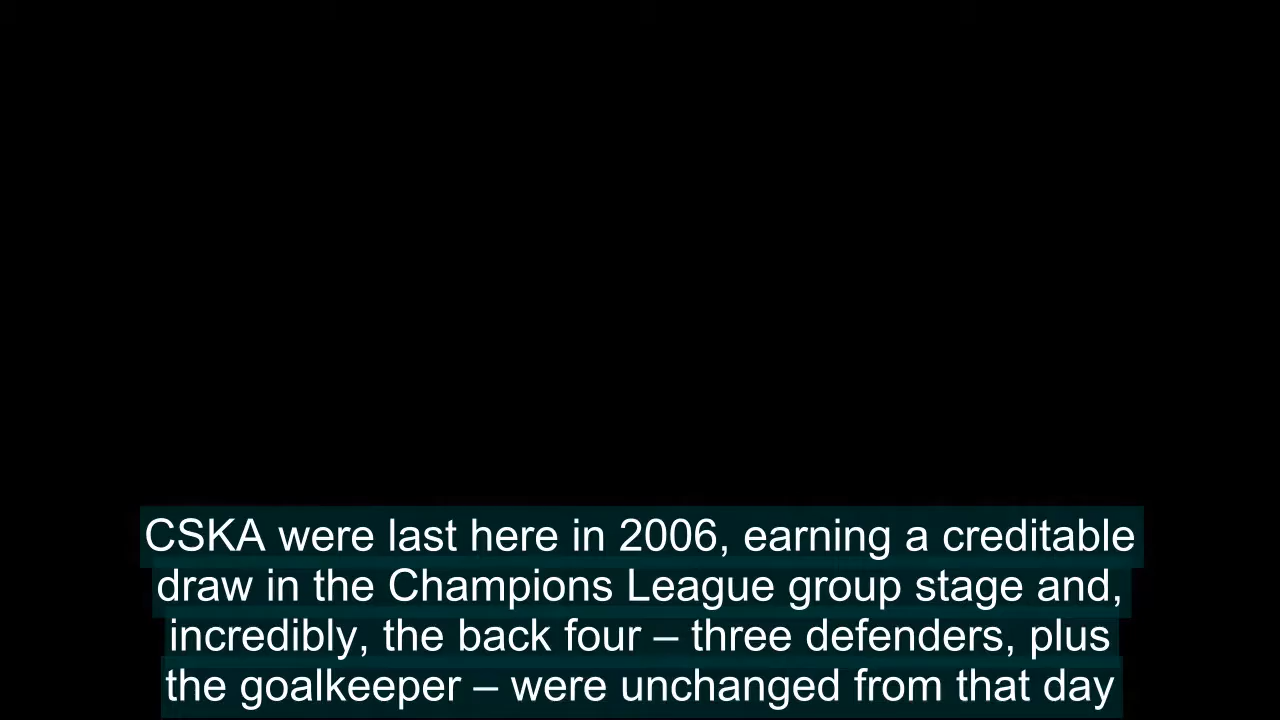 CSKA were last here in 2006, earning a creditable
draw in the Champions League group stage and,
incredibly, the back four – three defenders, plus
the goalkeeper – were unchanged from that day